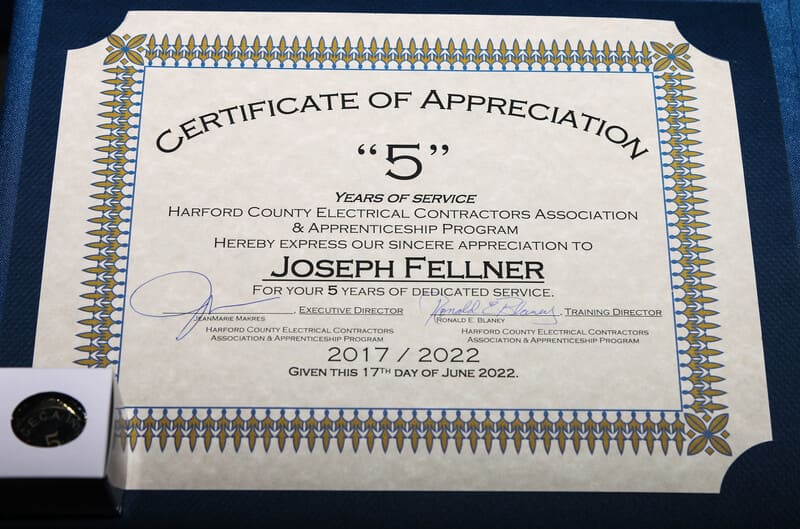 CERTIFICATE OF APPRECIATION
“5”
YEARS OF SERVICE
HARFORD COUNTY ELECTRICAL CONTRACTORS ASSOCIATION
& APPRENTICESHIP PROGRAM
HEREBY EXPRESS OUR SINCERE APPRECIATION TO
JOSEPH FELLNER
FOR YOUR 5 YEARS OF DEDICATED SERVICE.
, EXECUTIVE DIRECTOR
JEANMARIE MAKRES
HARFORD COUNTY ELECTRICAL CONTRACTORS
ASSOCIATION & APPRENTICESHIP PROGRAM
Ronald E Blaney, TRAINING DIRECTOR
RONALD E. BLANEY
HARFORD COUNTY ELECTRICAL CONTRACTORS
ASSOCIATION & APPRENTICESHIP PROGRAM
2017 / 2022
GIVEN THIS 17TH DAY OF JUNE 2022.
5